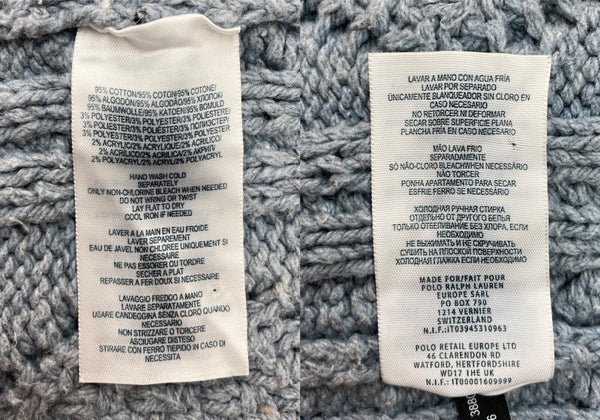 95% COTTON/95% COTON/95% COTONE/
95% ALGODÓN/95% ALGODÃO/95% ХЛОПОК/
95% BAUMWOLLE/95% KATOEN/95% BOMULD
3% POLYESTER/3% POLYESTER/3% POLIESTERE/
3% POLIÉSTER/3% POLIÉSTER/3% ПОЛИЭСТЕР/
3% POLYESTER/3% POLYESTER/3% POLYESTER
2% ACRYLIC/2% ACRYLIQUE/2% ACRILICO/
2% ACRÍLICO/2% ACRÍLICO/2% АКРИЛ/
2% POLYACRYL/2% ACRYL/2% POLYACRYL
HAND WASH COLD
SEPARATELY
ONLY NON-CHLORINE BLEACH WHEN NEEDED
DO NOT WRING OR TWIST
LAY FLAT TO DRY
COOL IRON IF NEEDED
LAVER A LA MAIN EN EAU FROIDE
LAVER SEPAREMENT
EAU DE JAVEL NON CHLOREE UNIQUEMENT SI
NECESSAIRE
NE PAS ESSORER OU TORDRE
SECHER A PLAT
REPASSER A FER DOUX SI NECESSAIRE
LAVAGGIO FREDDO A MANO
LAVARE SEPARATAMENTE
USARE CANDEGGINA SENZA CLORO QUANDO
NECESSARIO
NON STRIZZARE O TORCERE
ASCIUGARE DISTESO
STIRARE CON FERRO TIEPIDO IN CASO DI
NECESSITA
LAVAR A MANO CON AGUA FRÍA
LAVAR POR SEPARADO
ÚNICAMENTE BLANQUEADOR SIN CLORO EN
CASO NECESARIO
NO RETORCER NI DEFORMAR
SECAR SOBRE SUPERFICIE PLANA
PLANCHA FRÍA EN CASO NECESARIO
MÃO LAVA FRIO
SEPARADAMENTE
SÓ NÃO-CLORO BLEACHWHEN NECESSÁRIO
NÃO TORCER
PONHA APARTAMENTO PARA SECAR
ESFRIE FERRO SE NECESSÁRIO
ХОЛОДНАЯ РУЧНАЯ СТИРКА
ОТДЕЛЬНО ОТ ДРУГОГО БЕЛЬЯ
ТОЛЬКО ОТБЕЛИВАНИЕ БЕЗ ХЛОРА, ЕСЛИ
НЕОБХОДИМО
НЕ ВЫЖИМАТЬ И НЕ СКРУЧИВАТЬ
СУШИТЬ НА ПЛОСКОЙ ПОВЕРХНОСТИ
ХОЛОДНАЯ ГЛАЖКА ЕСЛИ НЕОБХОДИМО
MADE FOR/FAIT POUR
POLO RALPH LAUREN
EUROPE SARL
PO BOX 790
1214 VERNIER
SWITZERLAND
N.I.F.:IT03945310963
POLO RETAIL EUROPE LTD
46 CLARENDON RD
WATFORD, HERTFORDSHIRE
WD17 1HE UK
N.I.F.:IT00001609999